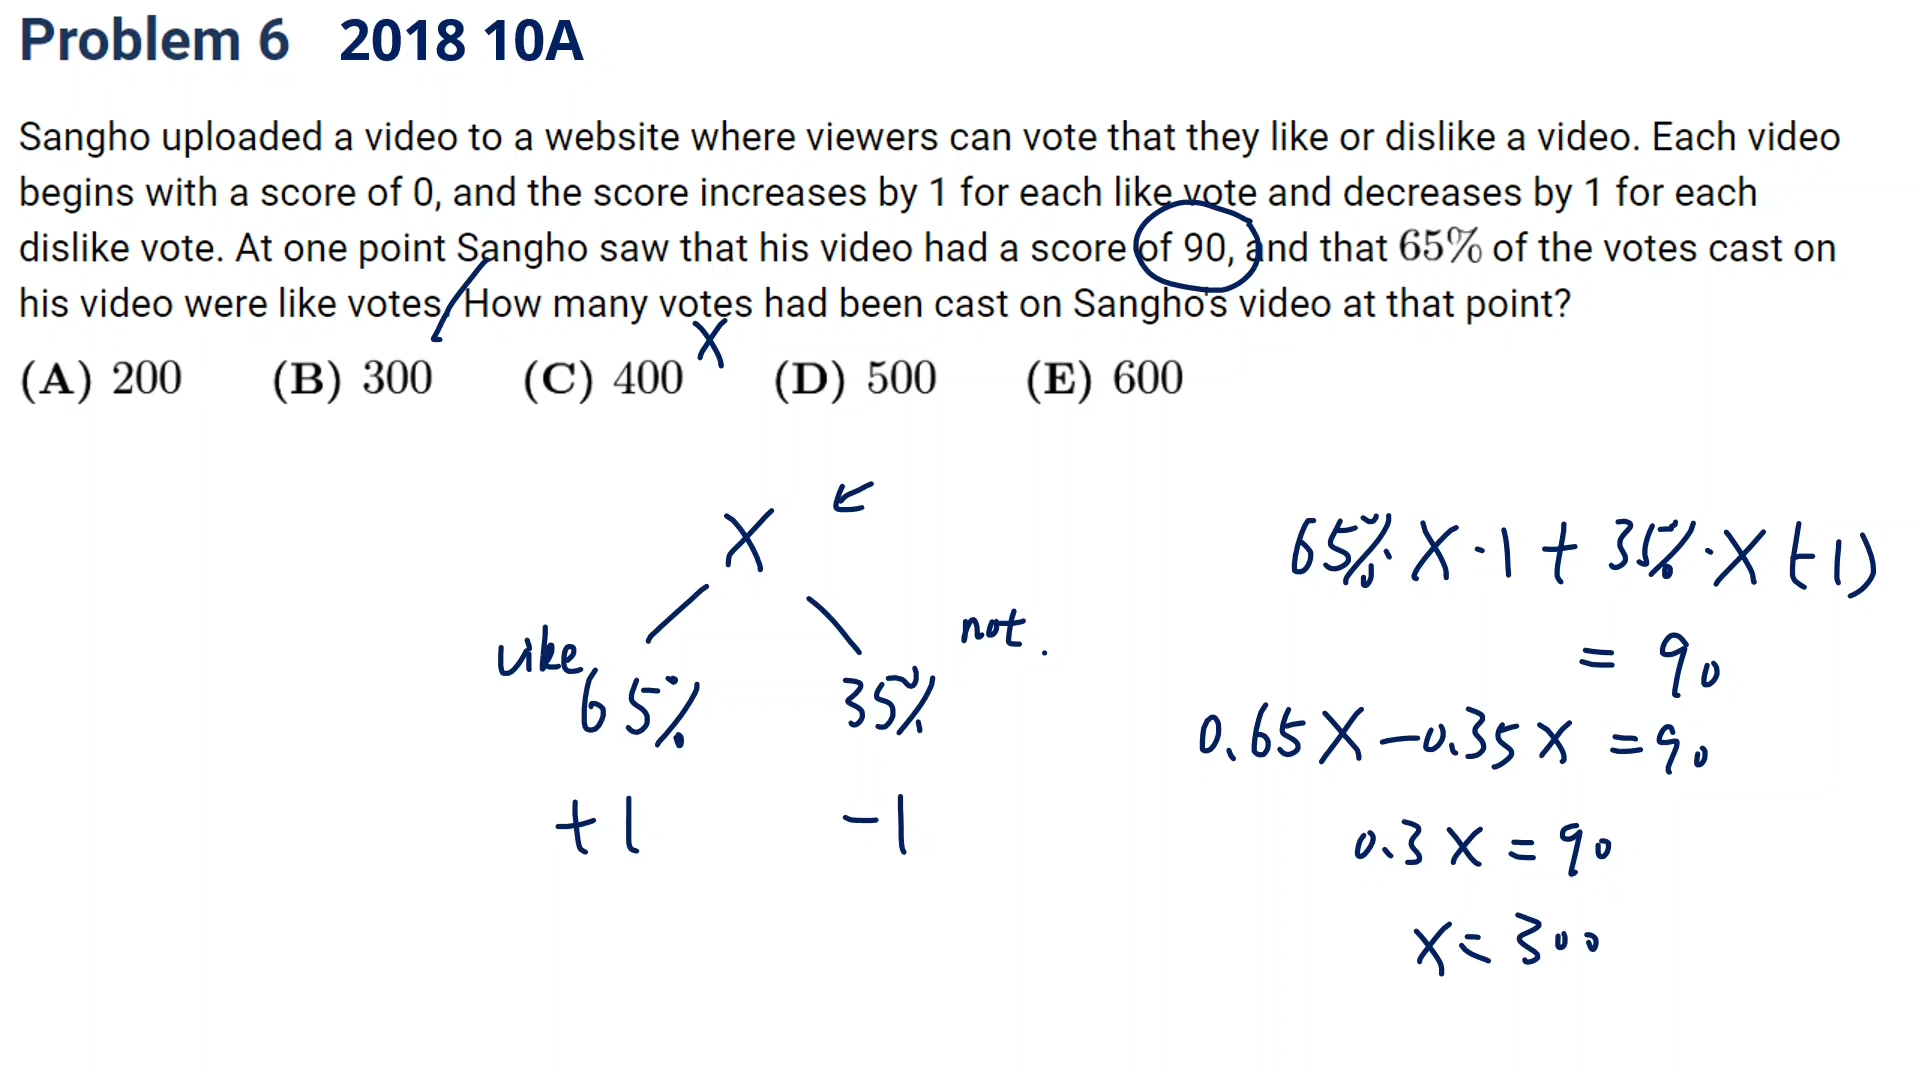 Problem 6 2018 10A
Sangho uploaded a video to a website where viewers can vote that they like or dislike a video. Each video
begins with a score of 0, and the score increases by 1 for each like vote and decreases by 1 for each
dislike vote. At one point Sangho saw that his video had a score of 90, and that 65% of the votes cast on
his video were like votes. How many votes had been cast on Sangho's video at that point?
x
(A) 200 (B) 300 (C) 400 (D) 500 (E) 600
x
like not.
65% 35%
+1 -1
65%·x·1 + 35%·x(-1)
= 90
0.65x-0.35x = 90
0.3x = 90
x = 300